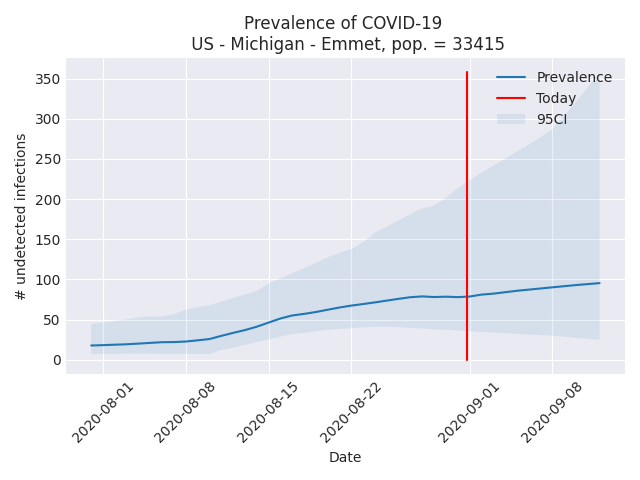 Prevalence of COVID-19
US - Michigan - Emmet, pop. = 33415
Prevalence
Today
95CI
# undetected infections
350
300
250
200
150
100
50
0
2020-08-01
2020-08-08
2020-08-15
2020-08-22
2020-09-01
2020-09-08
Date